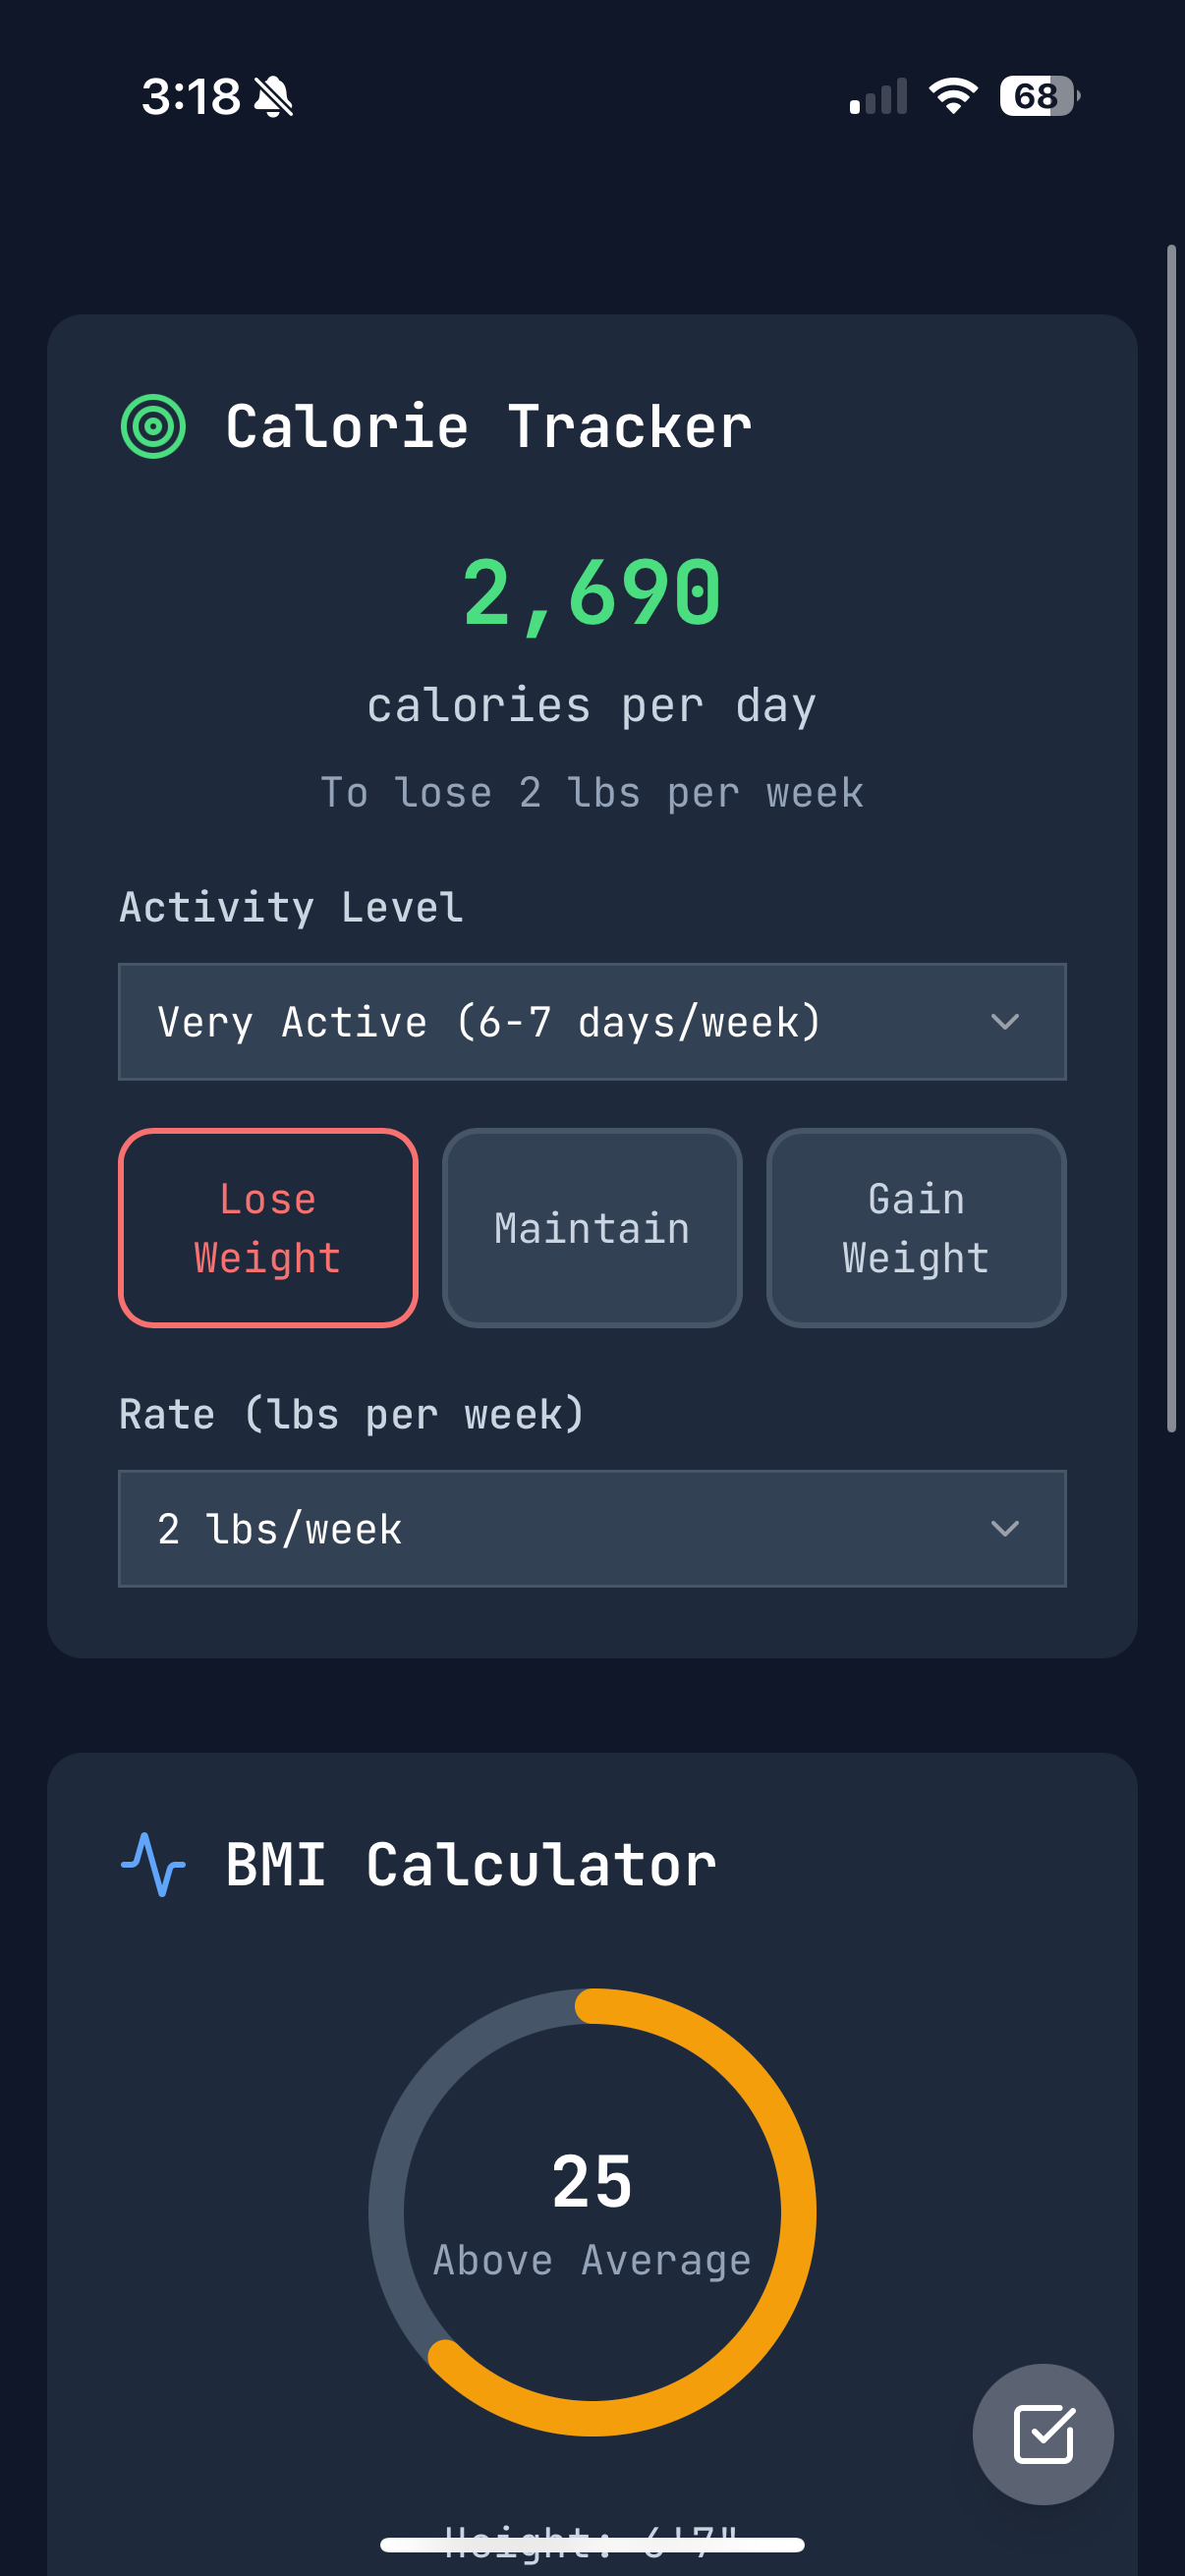 3:18
68
Calorie Tracker
2,690
calories per day
To lose 2 lbs per week
Activity Level
Very Active (6-7 days/week)
Lose
Weight
Maintain
Gain
Weight
Rate (lbs per week)
2 lbs/week
BMI Calculator
25
Above Average
Height: 6'7"